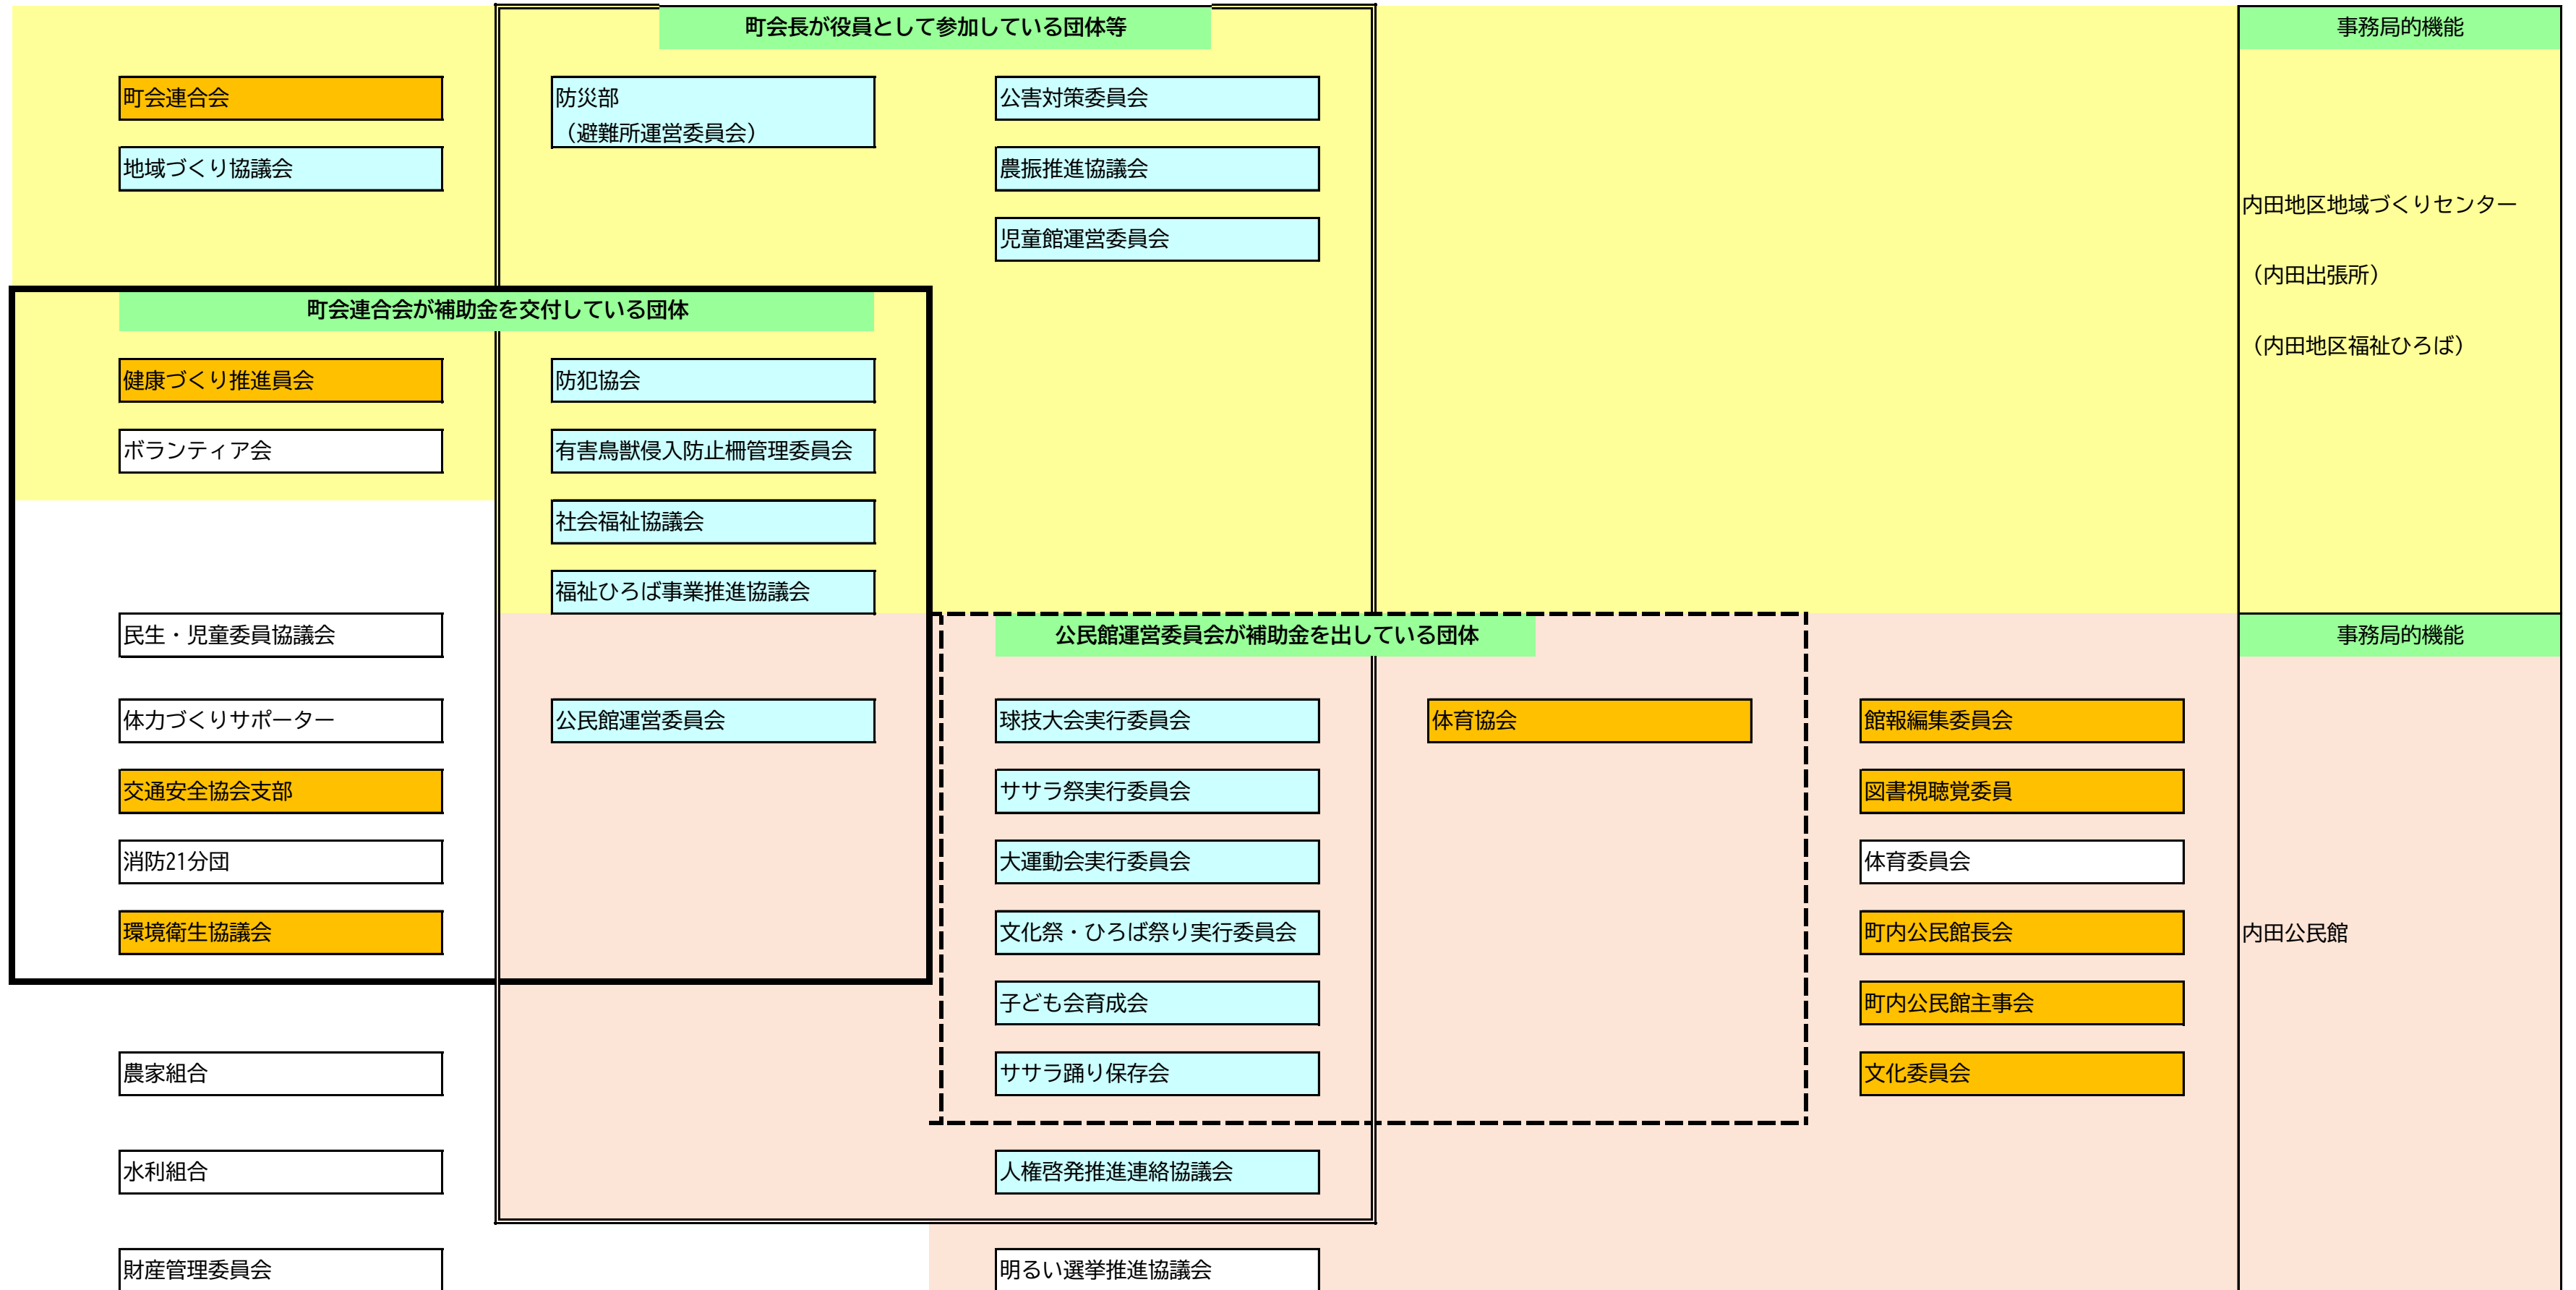 町会長が役員として参加している団体等
事務局的機能
町会連合会
防災部
（避難所運営委員会）
公害対策委員会
地域づくり協議会
農振推進協議会
内田地区地域づくりセンター
児童館運営委員会
（内田出張所）
町会連合会が補助金を交付している団体
（内田地区福祉ひろば）
健康づくり推進員会
防犯協会
ボランティア会
有害鳥獣侵入防止柵管理委員会
社会福祉協議会
福祉ひろば事業推進協議会
民生・児童委員協議会
公民館運営委員会が補助金を出している団体
事務局的機能
体力づくりサポーター
公民館運営委員会
球技大会実行委員会
体育協会
館報編集委員会
交通安全協会支部
ササラ祭実行委員会
図書視聴覚委員
消防21分団
大運動会実行委員会
体育委員会
環境衛生協議会
文化祭・ひろば祭り実行委員会
町内公民館長会
内田公民館
子ども会育成会
町内公民館主事会
農家組合
ササラ踊り保存会
文化委員会
水利組合
人権啓発推進連絡協議会
財産管理委員会
明るい選挙推進協議会